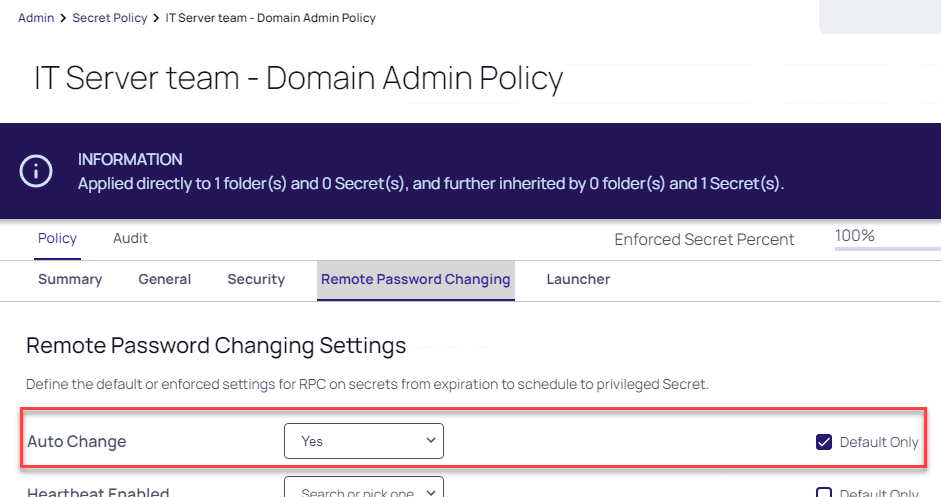 Admin > Secret Policy > IT Server team - Domain Admin Policy
IT Server team - Domain Admin Policy
INFORMATION
Applied directly to 1 folder(s) and 0 Secret(s), and further inherited by 0 folder(s) and 1 Secret(s).
Policy Audit Enforced Secret Percent 100%
Summary General Security Remote Password Changing Launcher
Remote Password Changing Settings
Define the default or enforced settings for RPC on secrets from expiration to schedule to privileged Secret.
Auto Change Yes Default Only
Heartbeat Enabled Search or pick one Default Only